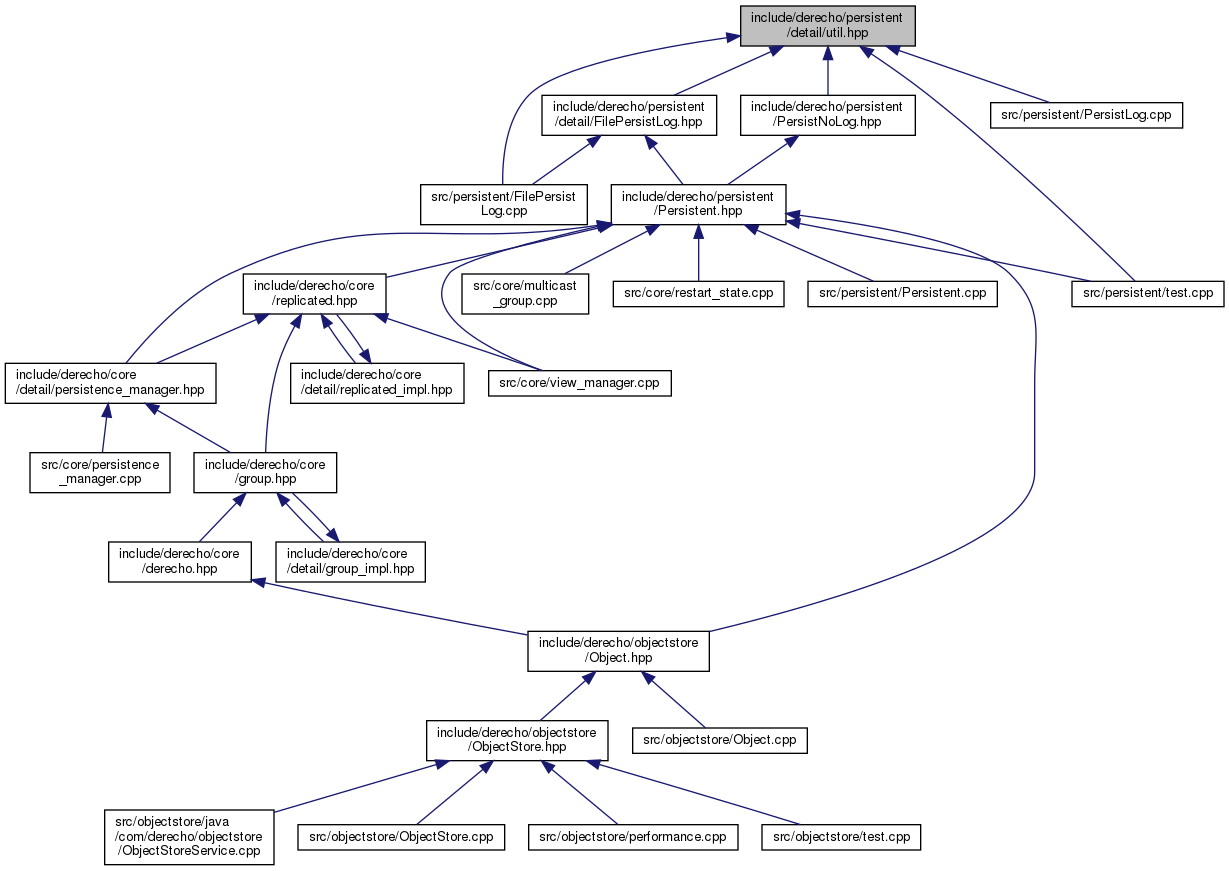 include/derecho/persistent
/detail/util.hpp
include/derecho/persistent
/detail/FilePersistLog.hpp
include/derecho/persistent
/PersistNoLog.hpp
src/persistent/PersistLog.cpp
src/persistent/FilePersist
Log.cpp
include/derecho/persistent
/Persistent.hpp
include/derecho/core
/replicated.hpp
src/core/multicast
_group.cpp
src/core/restart_state.cpp
src/persistent/Persistent.cpp
src/persistent/test.cpp
include/derecho/core
/detail/persistence_manager.hpp
include/derecho/core
/detail/replicated_impl.hpp
src/core/view_manager.cpp
src/core/persistence
_manager.cpp
include/derecho/core
/group.hpp
include/derecho/core
/derecho.hpp
include/derecho/core
/detail/group_impl.hpp
include/derecho/objectstore
/Object.hpp
include/derecho/objectstore
/ObjectStore.hpp
src/objectstore/Object.cpp
src/objectstore/java
/com/derecho/objectstore
/ObjectStoreService.cpp
src/objectstore/ObjectStore.cpp
src/objectstore/performance.cpp
src/objectstore/test.cpp